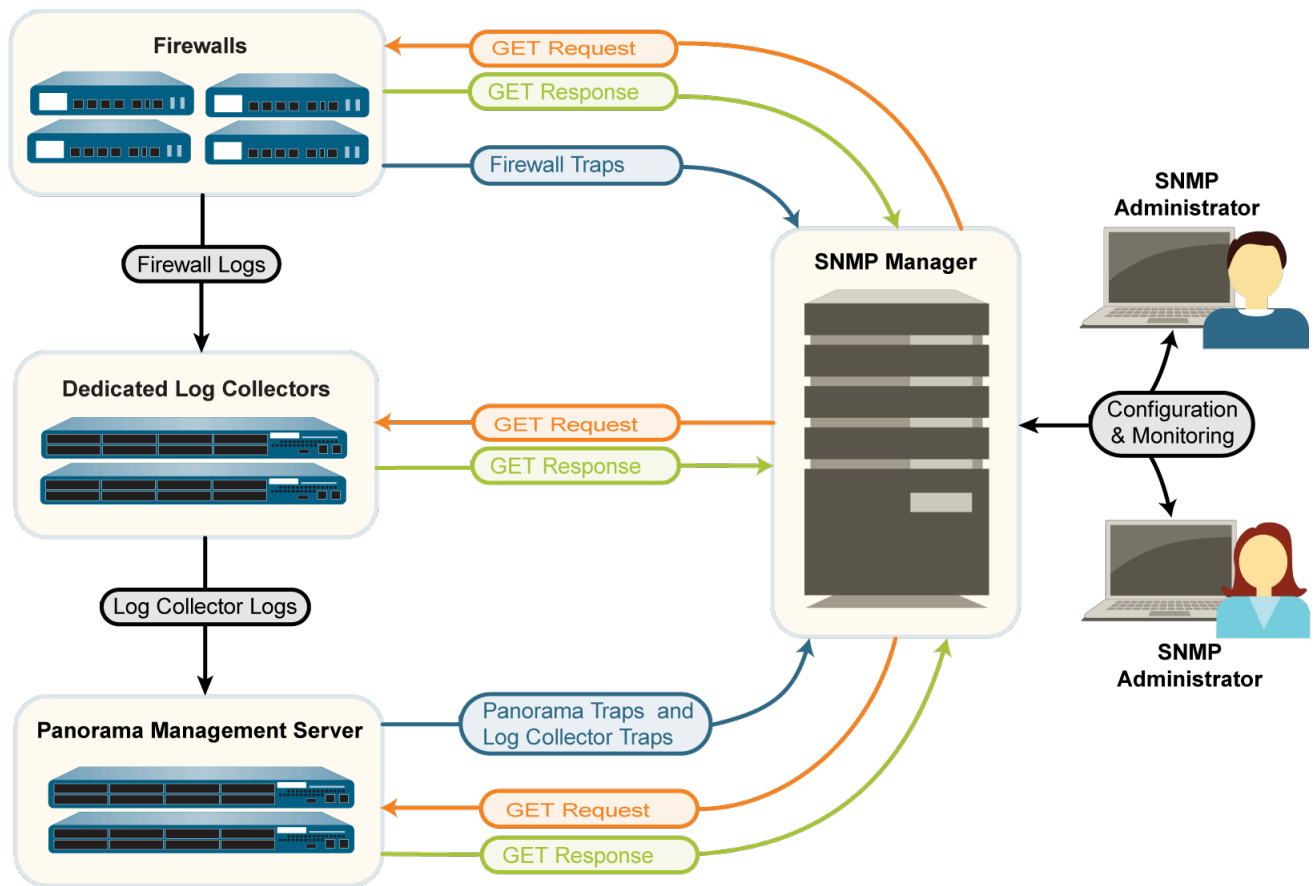 Firewalls
GET Request
GET Response
Firewall Traps
SNMP
Administrator
Firewall Logs
SNMP Manager
Dedicated Log Collectors
GET Request
GET Response
Configuration
& Monitoring
Log Collector Logs
SNMP
Administrator
Panorama Management Server
Panorama Traps and
Log Collector Traps
GET Request
GET Response